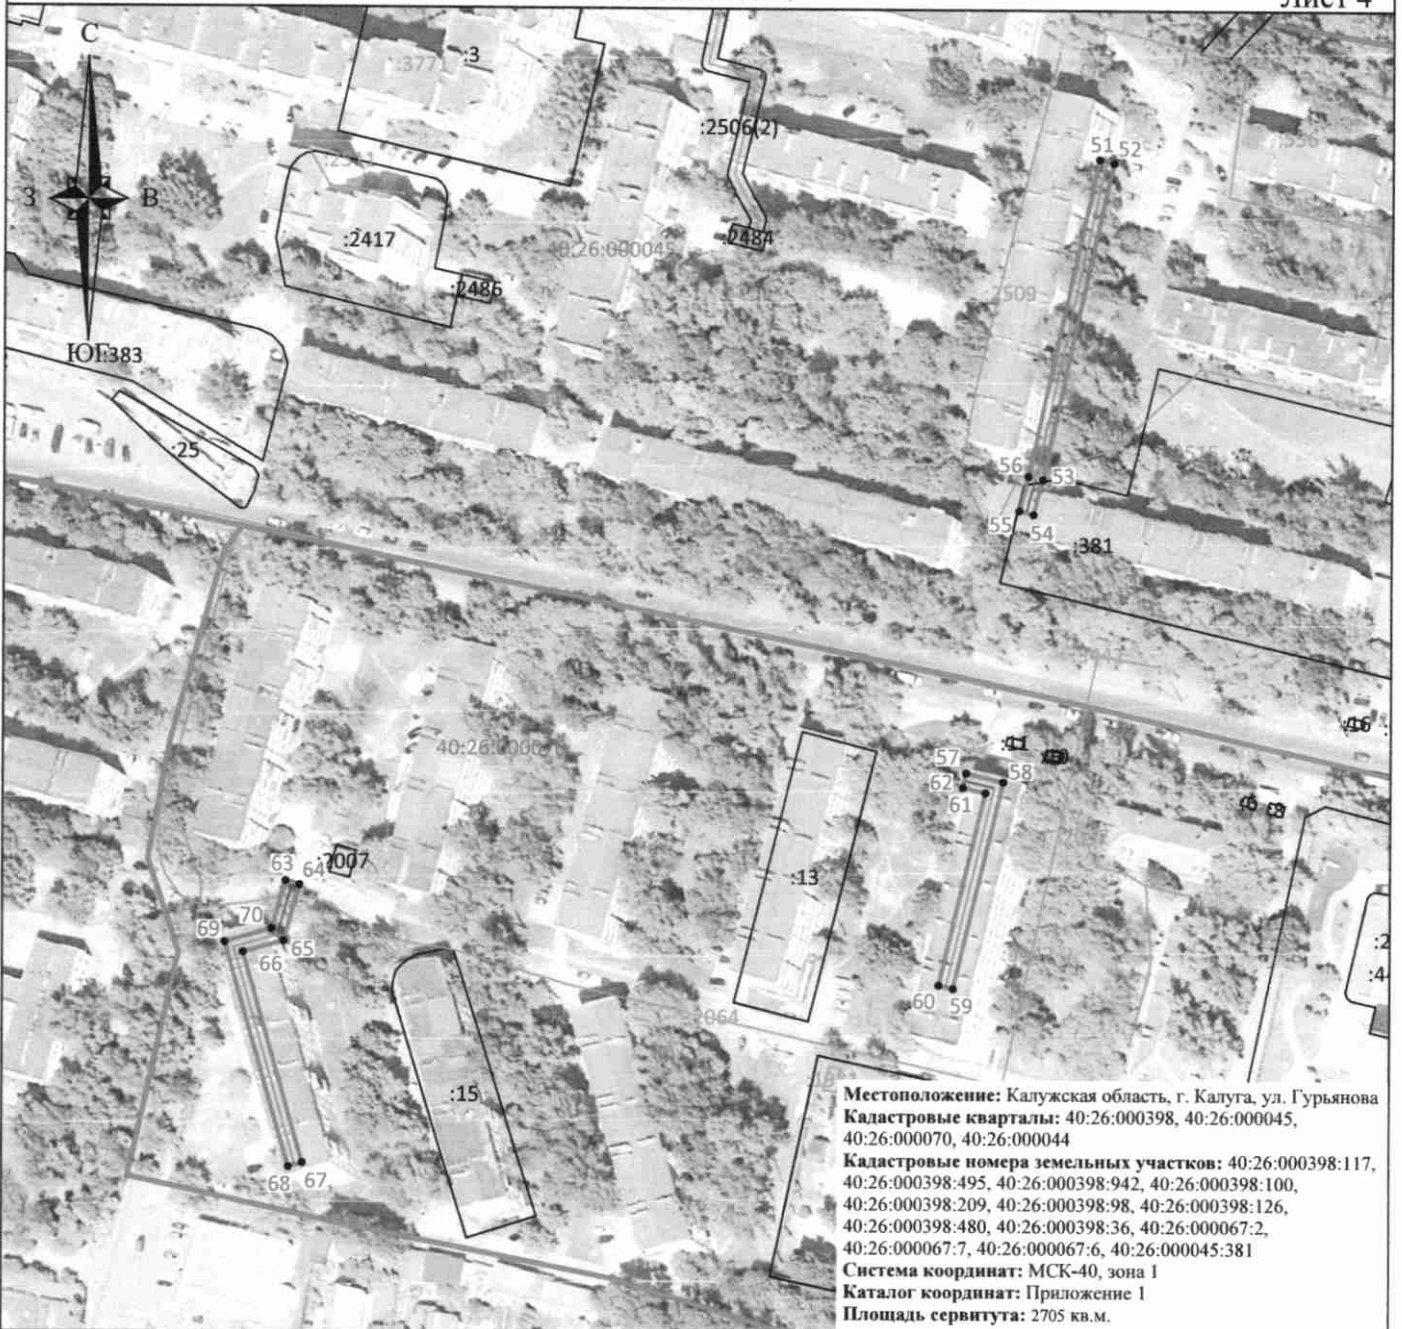 Лист 4
С
:3771
:3
:2506(2)
51
52
:556
З
В
:2417
:2484
40:26:000045
:2486
2509
ЮГ
:383
:25
56
53
55
54
:381
:16
:11
40:26:0000
57
58
62
61
63
64
:2007
:13
70
69
65
66
60
59
2064
:15
68
67
Местоположение: Калужская область, г. Калуга, ул. Гурьянова
Кадастровые кварталы: 40:26:000398, 40:26:000045,
40:26:000070, 40:26:000044
Кадастровые номера земельных участков: 40:26:000398:117,
40:26:000398:495, 40:26:000398:942, 40:26:000398:100,
40:26:000398:209, 40:26:000398:98, 40:26:000398:126,
40:26:000398:480, 40:26:000398:36, 40:26:000067:2,
40:26:000067:7, 40:26:000067:6, 40:26:000045:381
Система координат: МСК-40, зона 1
Каталог координат: Приложение 1
Площадь сервитута: 2705 кв.м.